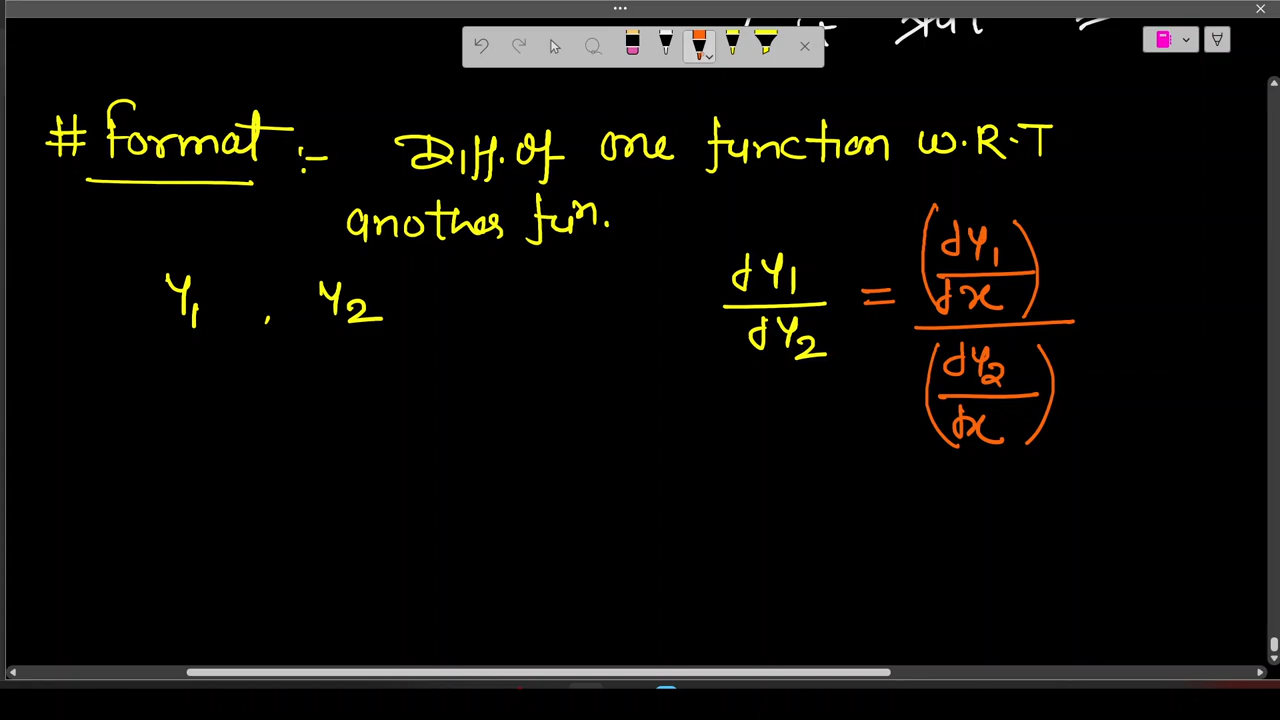 # Format :- Diff. of one function W.R.T
another fun.
Y1 , Y2
dY1/dY2 = (dY1/dx)/(dY2/dx)